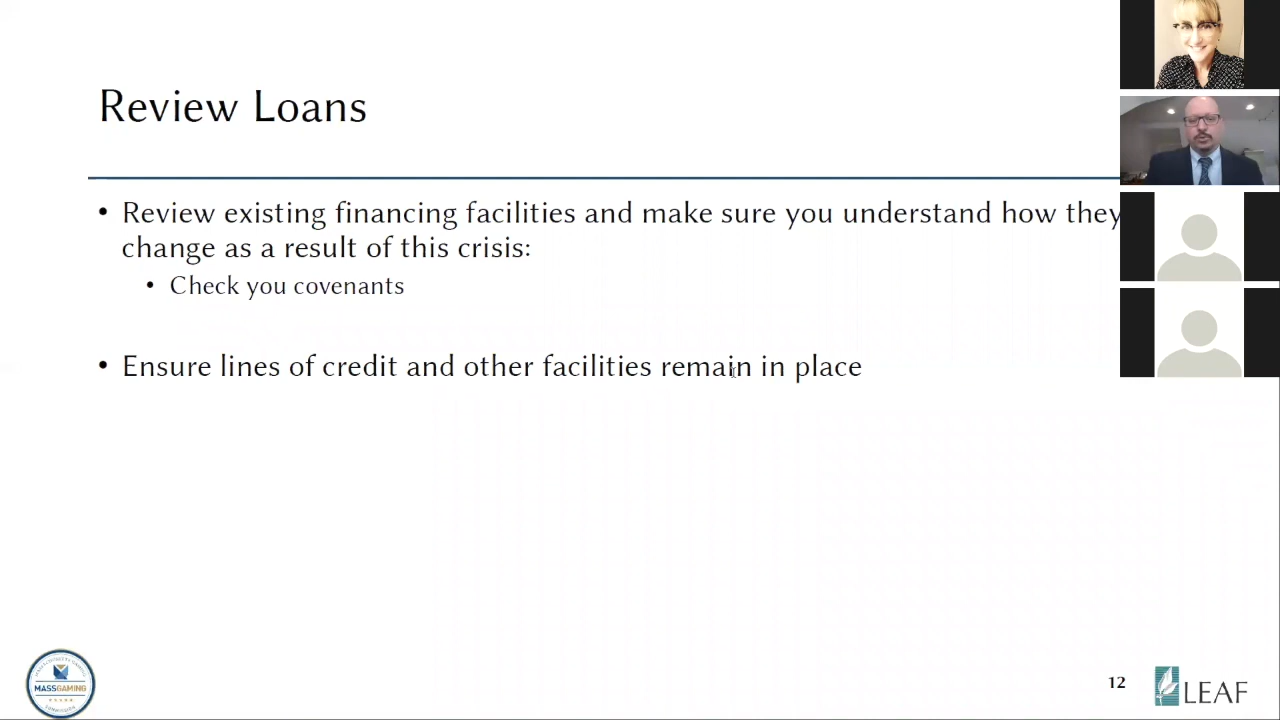 Review Loans
• Review existing financing facilities and make sure you understand how they
change as a result of this crisis:
• Check you covenants
• Ensure lines of credit and other facilities remain in place
MASSGAMING
COMMISSION
12
LEAF